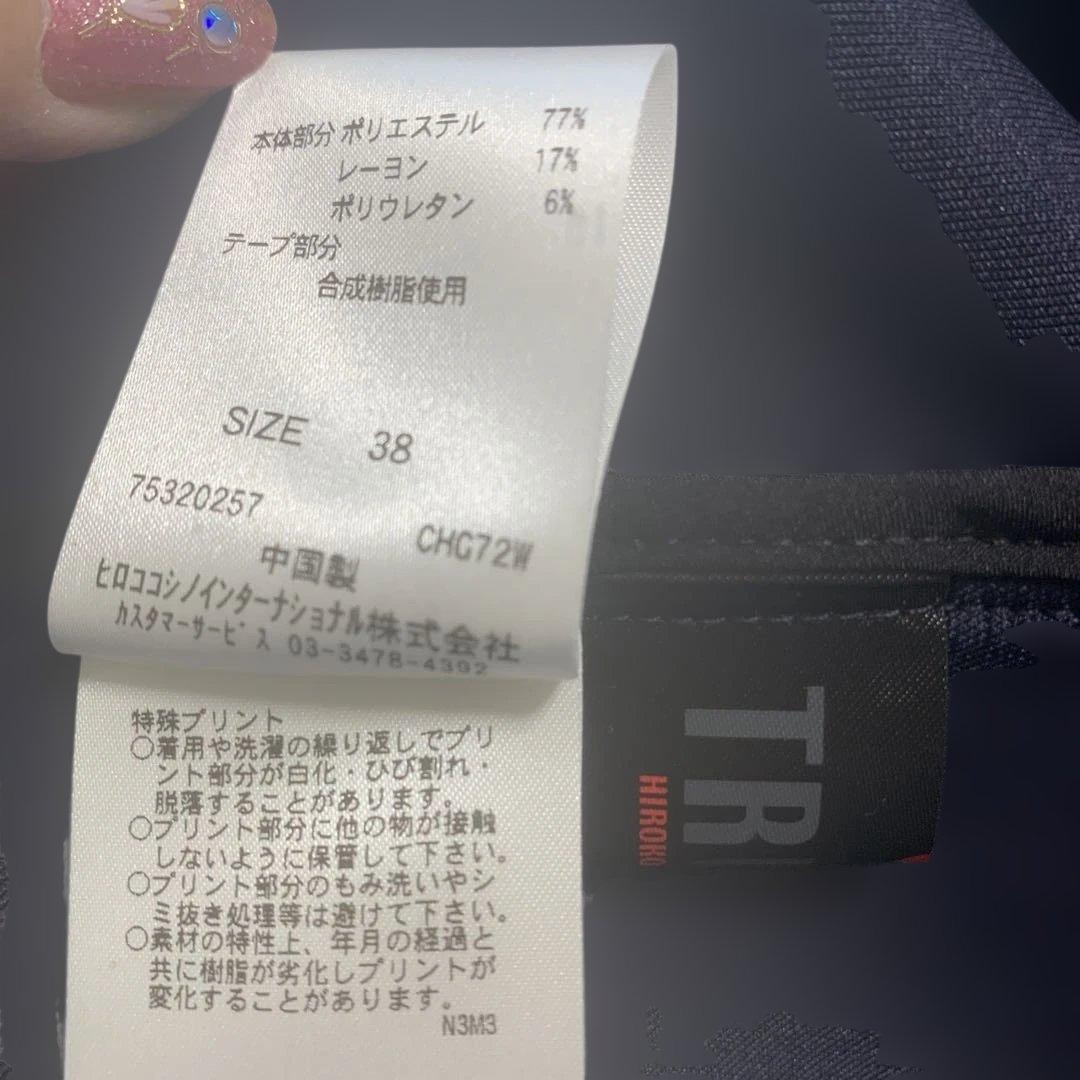 本体部分 ポリエステル 77%
レーヨン 17%
ポリウレタン 6%
テープ部分
合成樹脂使用
SIZE 38
75320257
CHG72W
中国製
ヒロココシノインターナショナル株式会社
カスタマーサービス 03-3478-4392
特殊プリント
○着用や洗濯の繰り返しでプリ
ント部分が白化・ひび割れ・
脱落することがあります。
○プリント部分に他の物が接触
しないように保管して下さい。
○プリント部分のもみ洗いやシ
ミ抜き処理等は避けて下さい。
○素材の特性上、年月の経過と
共に樹脂が劣化しプリントが
変化することがあります。
N3M3
TR
HIROKO